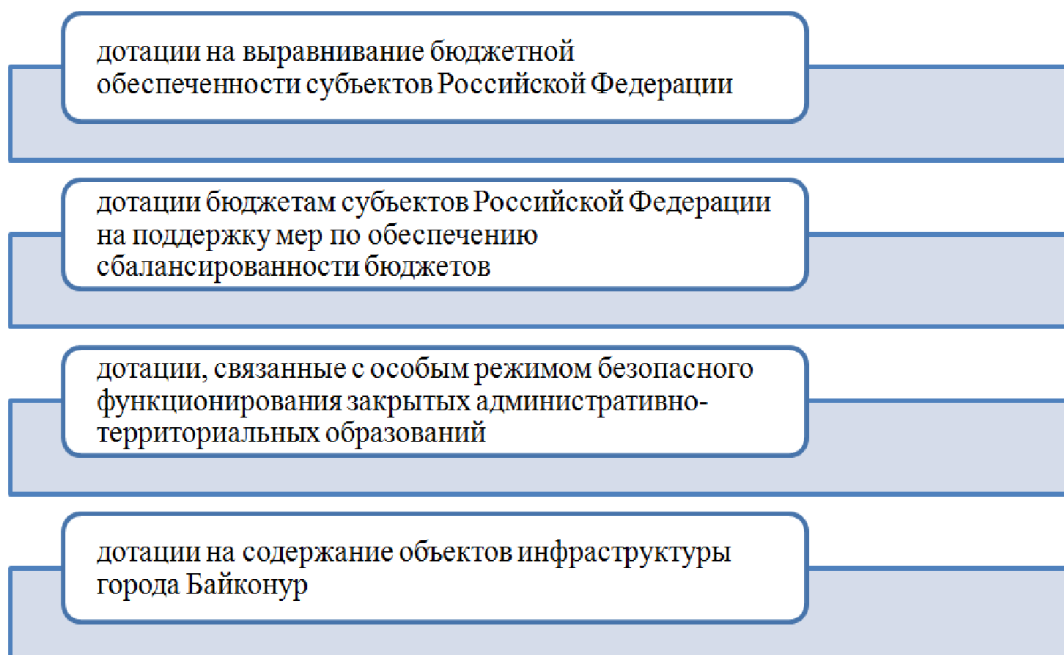 дотации на выравнивание бюджетной
обеспеченности субъектов Российской Федерации
дотации бюджетам субъектов Российской Федерации
на поддержку мер по обеспечению
сбалансированности бюджетов
дотации, связанные с особым режимом безопасного
функционирования закрытых административно-
территориальных образований
дотации на содержание объектов инфраструктуры
города Байконур